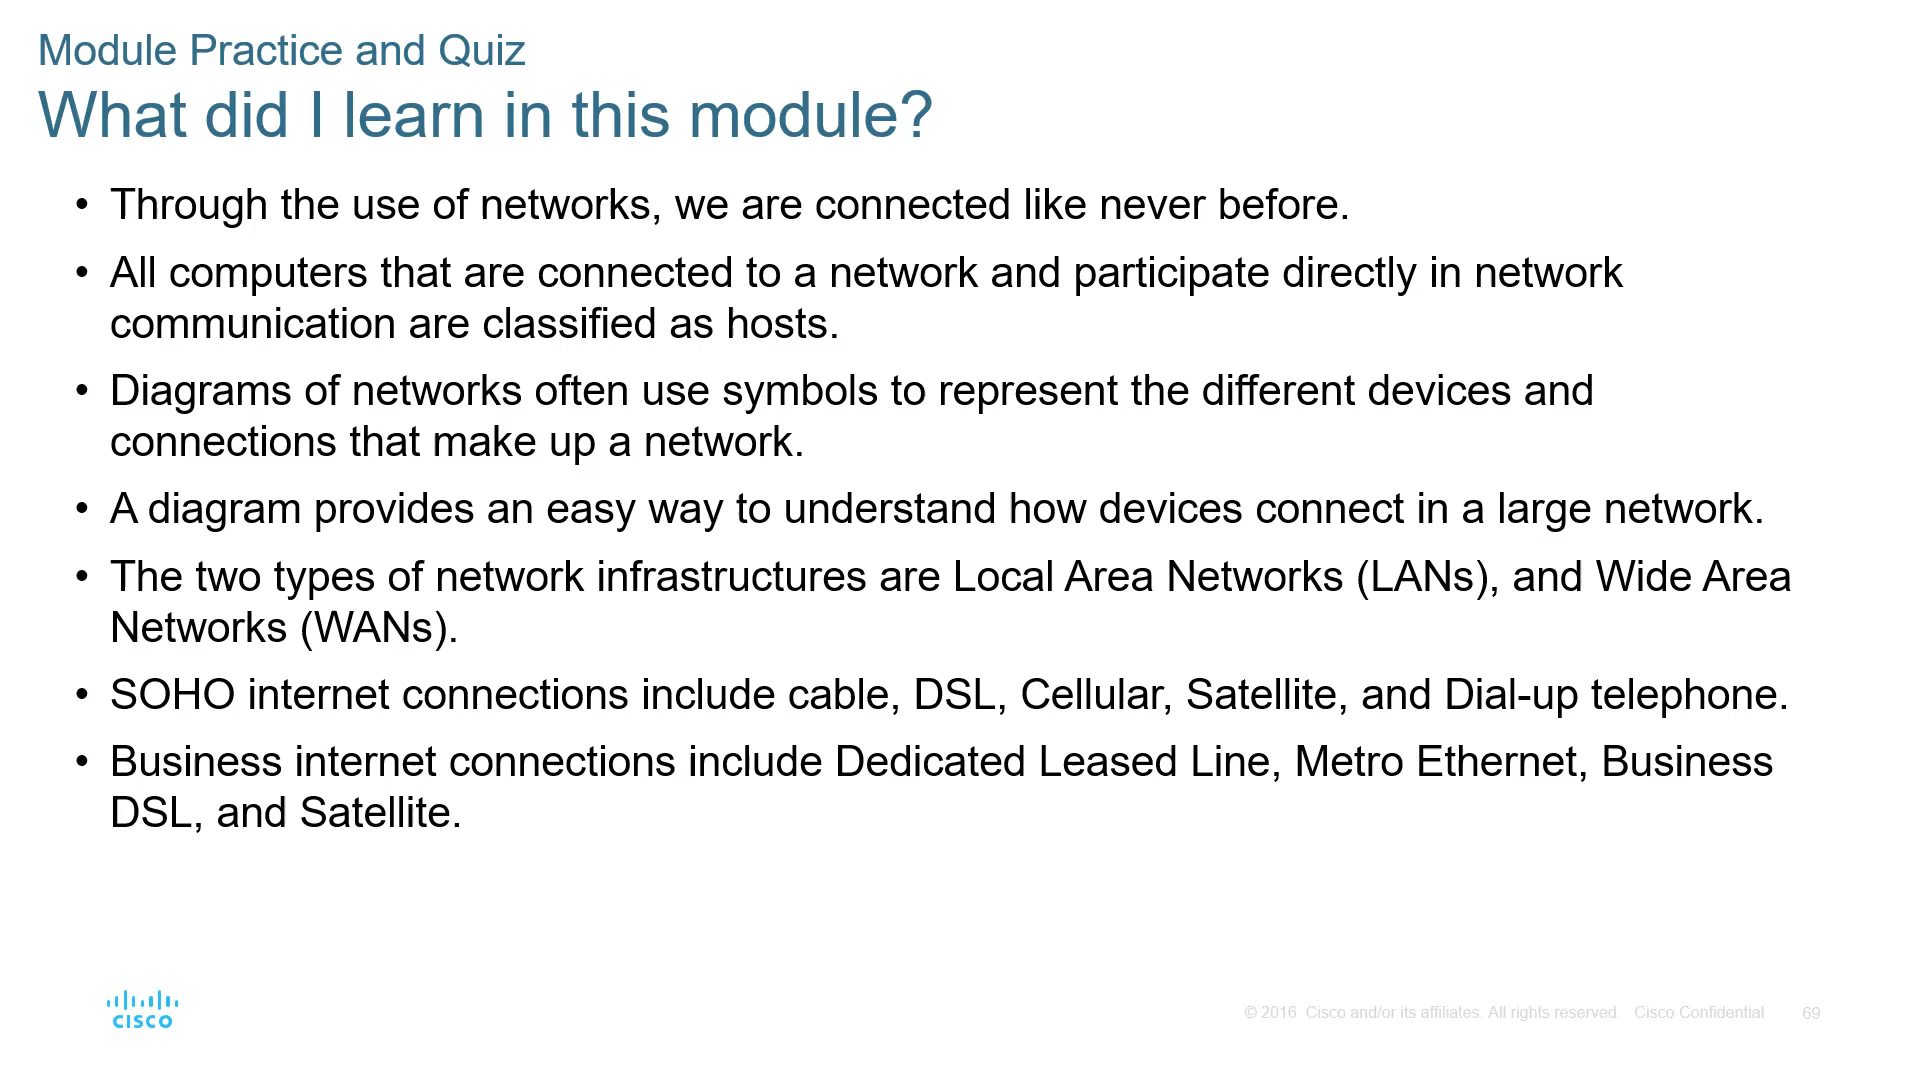 Module Practice and Quiz
What did I learn in this module?
• Through the use of networks, we are connected like never before.
• All computers that are connected to a network and participate directly in network
communication are classified as hosts.
• Diagrams of networks often use symbols to represent the different devices and
connections that make up a network.
• A diagram provides an easy way to understand how devices connect in a large network.
• The two types of network infrastructures are Local Area Networks (LANs), and Wide Area
Networks (WANs).
• SOHO internet connections include cable, DSL, Cellular, Satellite, and Dial-up telephone.
• Business internet connections include Dedicated Leased Line, Metro Ethernet, Business
DSL, and Satellite.
CISCO
© 2016 Cisco and/or its affiliates. All rights reserved. Cisco Confidential 69